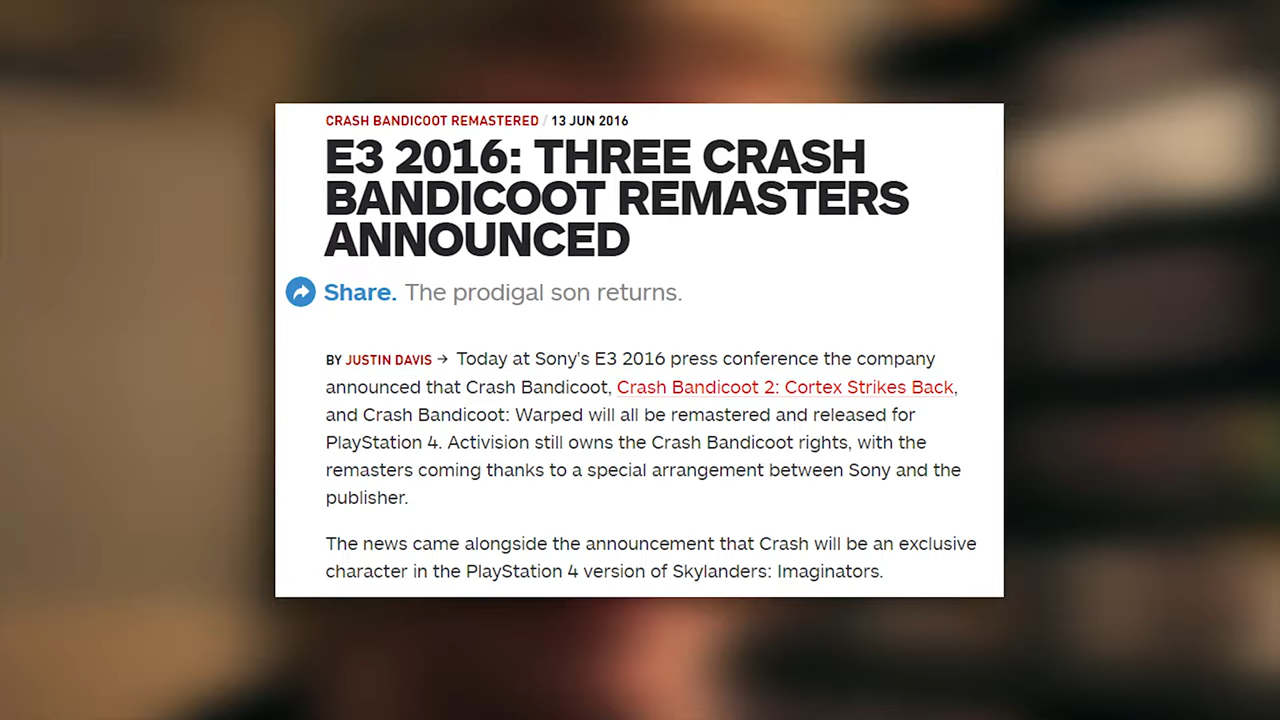 CRASH BANDICOOT REMASTERED / 13 JUN 2016
E3 2016: THREE CRASH
BANDICOOT REMASTERS
ANNOUNCED
Share. The prodigal son returns.
BY JUSTIN DAVIS → Today at Sony's E3 2016 press conference the company
announced that Crash Bandicoot, Crash Bandicoot 2: Cortex Strikes Back,
and Crash Bandicoot: Warped will all be remastered and released for
PlayStation 4. Activision still owns the Crash Bandicoot rights, with the
remasters coming thanks to a special arrangement between Sony and the
publisher.
The news came alongside the announcement that Crash will be an exclusive
character in the PlayStation 4 version of Skylanders: Imaginators.